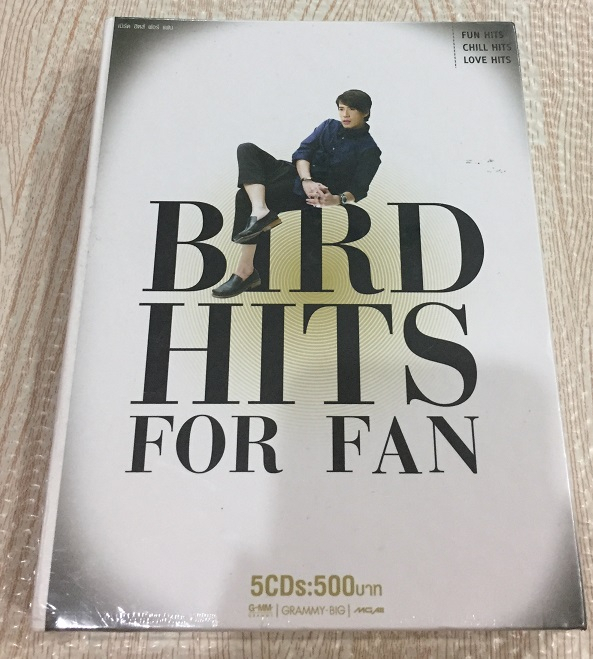 FUN HITS
CHILL HITS
LOVE HITS
BIRD
HITS
FOR FAN
5CDs:500บาท
GRAMMY BIG